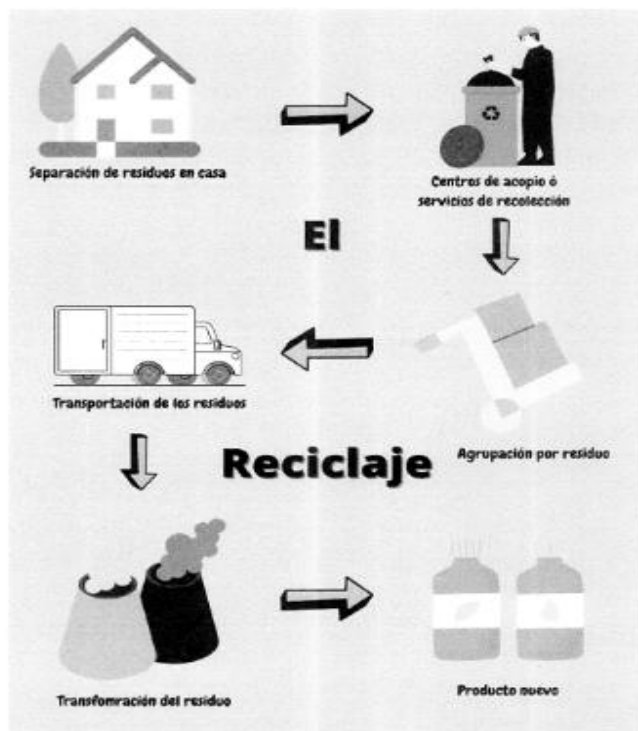 Separación de residuos en casa
Centros de acopio ó
servicios de recolección
El
Transportación de los residuos
Agrupación por residuo
Reciclaje
Transfomración del residuo
Producto nuevo